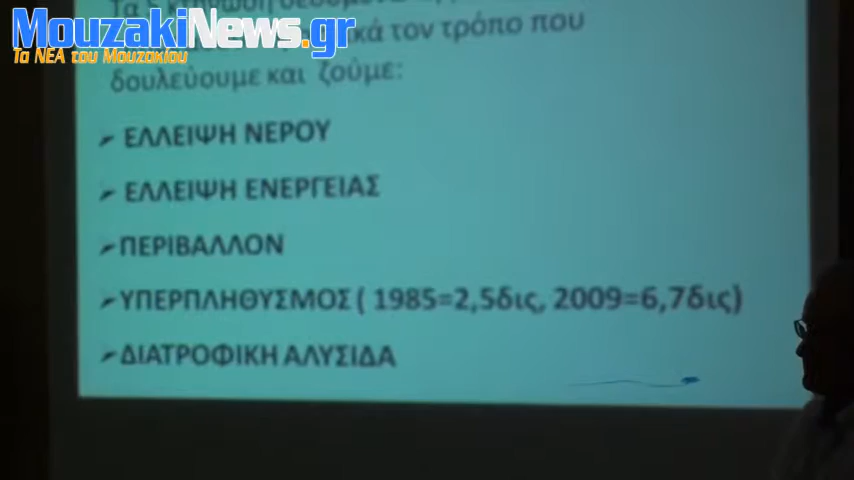 MouzakiNews.gr
Τα ΝΕΑ του Μουζακίου
τον τρόπο που
δουλεύουμε και ζούμε:
ΕΛΛΕΙΨΗ ΝΕΡΟΥ
ΕΛΛΕΙΨΗ ΕΝΕΡΓΕΙΑΣ
ΠΕΡΙΒΑΛΛΟΝ
ΥΠΕΡΠΛΗΘΥΣΜΟΣ ( 1985=2,5δις, 2009=6,7δις)
ΔΙΑΤΡΟΦΙΚΗ ΑΛΥΣΙΔΑ